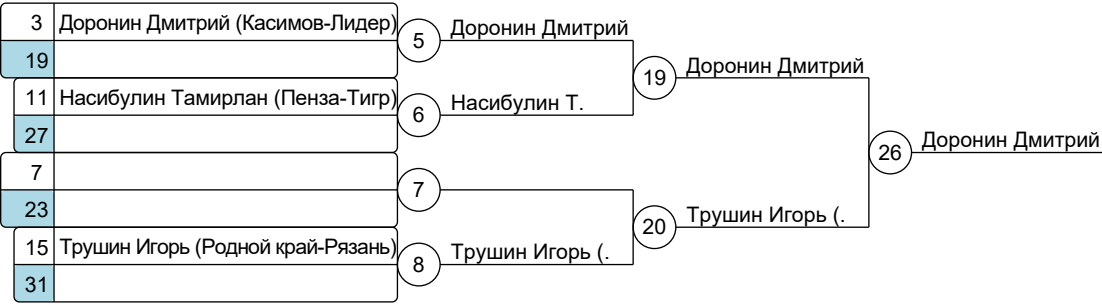 3 Доронин Дмитрий (Касимов-Лидер)
19
5
Доронин Дмитрий
11 Насибулин Тамирлан (Пенза-Тигр)
27
6
Насибулин Т.
19
Доронин Дмитрий
7
23
7
15 Трушин Игорь (Родной край-Рязань)
31
8
Трушин Игорь (.
20
Трушин Игорь (.
26
Доронин Дмитрий